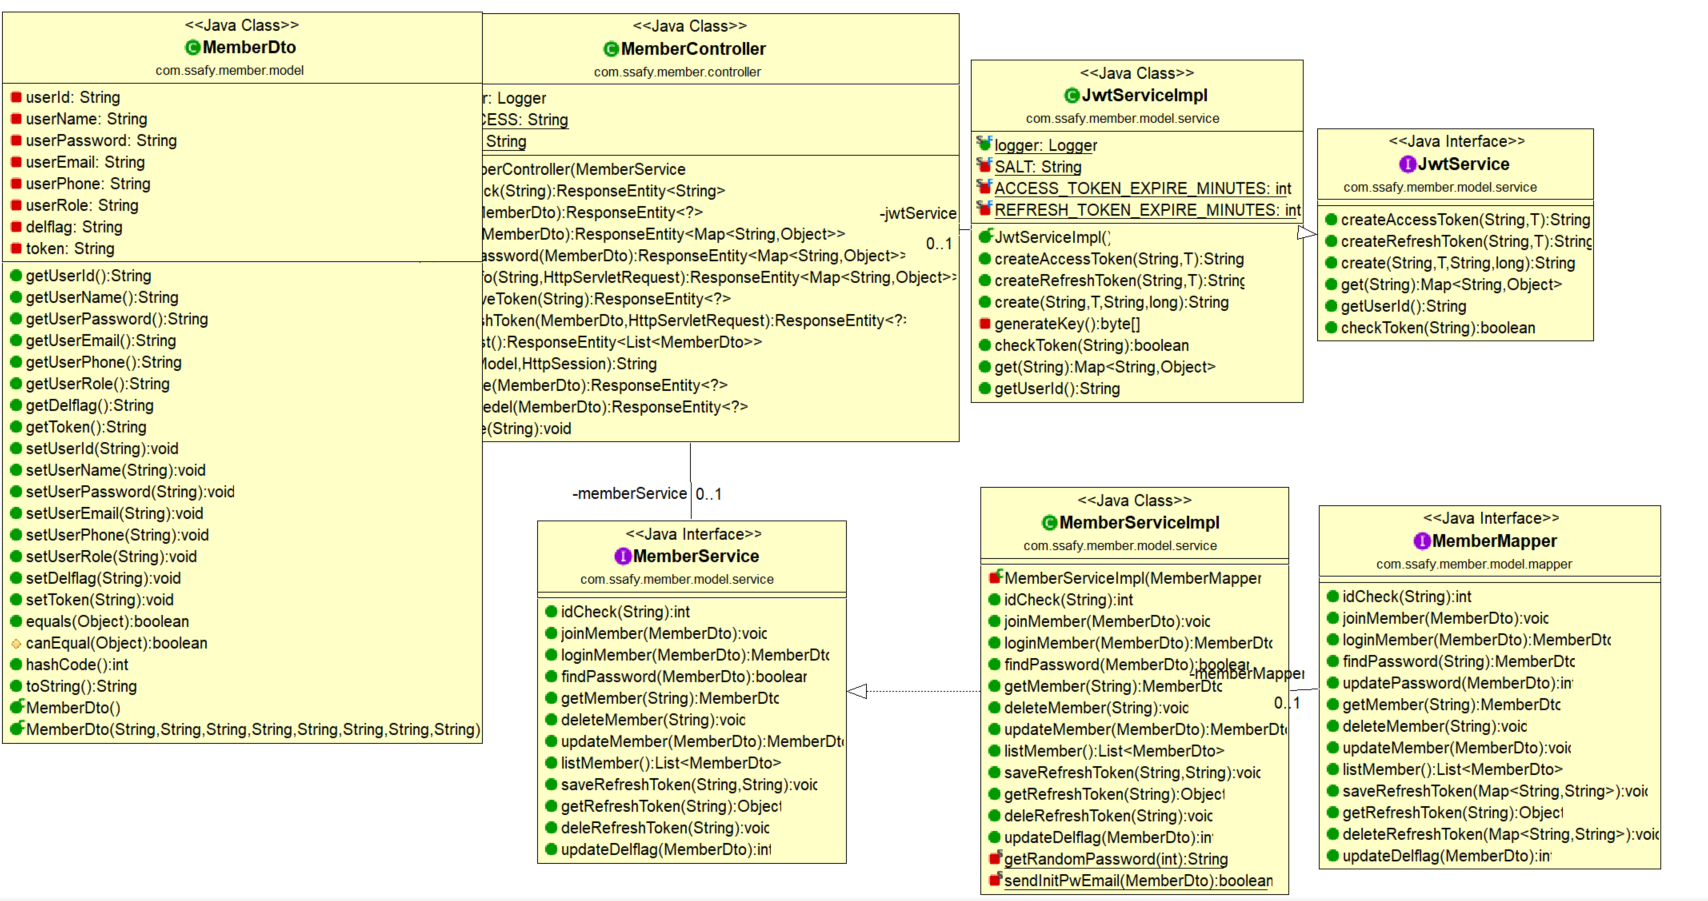 <<Java Class>>
MemberDto
com.ssafy.member.model
userId: String
userName: String
userPassword: String
userEmail: String
userPhone: String
userRole: String
delflag: String
token: String
getUserId():String
getUserName():String
getUserPassword():String
getUserEmail():String
getUserPhone():String
getUserRole():String
getDelflag():String
getToken():String
setUserId(String):void
setUserName(String):void
setUserPassword(String):void
setUserEmail(String):void
setUserPhone(String):void
setUserRole(String):void
setDelflag(String):void
setToken(String):void
equals(Object):boolean
canEqual(Object):boolean
hashCode():int
toString():String
MemberDto()
MemberDto(String,String,String,String,String,String,String,String)
<<Java Class>>
MemberController
com.ssafy.member.controller
r: Logger
CESS: String
String
berController(MemberService
ck(String):ResponseEntity<String>
MemberDto):ResponseEntity<?>
(MemberDto):ResponseEntity<Map<String,Object>>
assword(MemberDto):ResponseEntity<Map<String,Object>>
fo(String,HttpServletRequest):ResponseEntity<Map<String,Object>>
veToken(String):ResponseEntity<?>
shToken(MemberDto,HttpServletRequest):ResponseEntity<?>
st():ResponseEntity<List<MemberDto>>
Model,HttpSession):String
e(MemberDto):ResponseEntity<?>
edel(MemberDto):ResponseEntity<?>
e(String):void
-jwtService
0..1
-memberService 0..1
<<Java Class>>
JwtServiceImpl
com.ssafy.member.model.service
logger: Logger
SALT: String
ACCESS_TOKEN_EXPIRE_MINUTES: int
REFRESH_TOKEN_EXPIRE_MINUTES: int
JwtServiceImpl()
createAccessToken(String,T):String
createRefreshToken(String,T):String
create(String,T,String,long):String
generateKey():byte[]
checkToken(String):boolean
get(String):Map<String,Object>
getUserId():String
<<Java Interface>>
JwtService
com.ssafy.member.model.service
createAccessToken(String,T):String
createRefreshToken(String,T):String
create(String,T,String,long):String
get(String):Map<String,Object>
getUserId():String
checkToken(String):boolean
<<Java Interface>>
MemberService
com.ssafy.member.model.service
idCheck(String):int
joinMember(MemberDto):void
loginMember(MemberDto):MemberDto
findPassword(MemberDto):boolean
getMember(String):MemberDto
deleteMember(String):void
updateMember(MemberDto):MemberDto
listMember():List<MemberDto>
saveRefreshToken(String,String):void
getRefreshToken(String):Object
deleRefreshToken(String):void
updateDelflag(MemberDto):int
<<Java Class>>
MemberServiceImpl
com.ssafy.member.model.service
MemberServiceImpl(MemberMapper
idCheck(String):int
joinMember(MemberDto):void
loginMember(MemberDto):MemberDto
findPassword(MemberDto):boolean
getMember(String):MemberDto
deleteMember(String):void
updateMember(MemberDto):MemberDto
listMember():List<MemberDto>
saveRefreshToken(String,String):void
getRefreshToken(String):Object
deleRefreshToken(String):void
updateDelflag(MemberDto):int
getRandomPassword(int):String
sendInitPwEmail(MemberDto):boolean
-memberMapper
0..1
<<Java Interface>>
MemberMapper
com.ssafy.member.model.mapper
idCheck(String):int
joinMember(MemberDto):void
loginMember(MemberDto):MemberDto
findPassword(String):MemberDto
updatePassword(MemberDto):int
getMember(String):MemberDto
deleteMember(String):void
updateMember(MemberDto):void
listMember():List<MemberDto>
saveRefreshToken(Map<String,String>):void
getRefreshToken(String):Object
deleteRefreshToken(Map<String,String>):void
updateDelflag(MemberDto):int